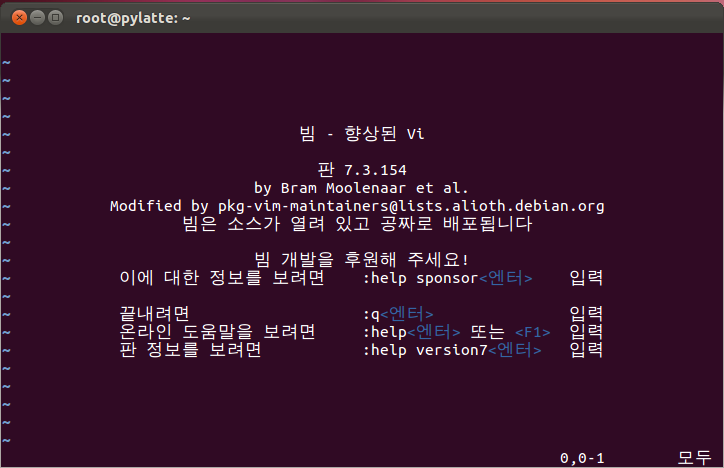 root@pylatte: ~
~
~
~
~
~
빔 - 향상된 Vi
~
~
판 7.3.154
~
by Bram Moolenaar et al.
~
Modified by pkg-vim-maintainers@lists.alioth.debian.org
~
빔은 소스가 열려 있고 공짜로 배포됩니다
~
~
빔 개발을 후원해 주세요!
~
이에 대한 정보를 보려면 :help sponsor<엔터> 입력
~
~
끝내려면 :q<엔터> 입력
~
온라인 도움말을 보려면 :help<엔터> 또는 <F1> 입력
~
판 정보를 보려면 :help version7<엔터> 입력
~
~
~
~
~
0,0-1 모두